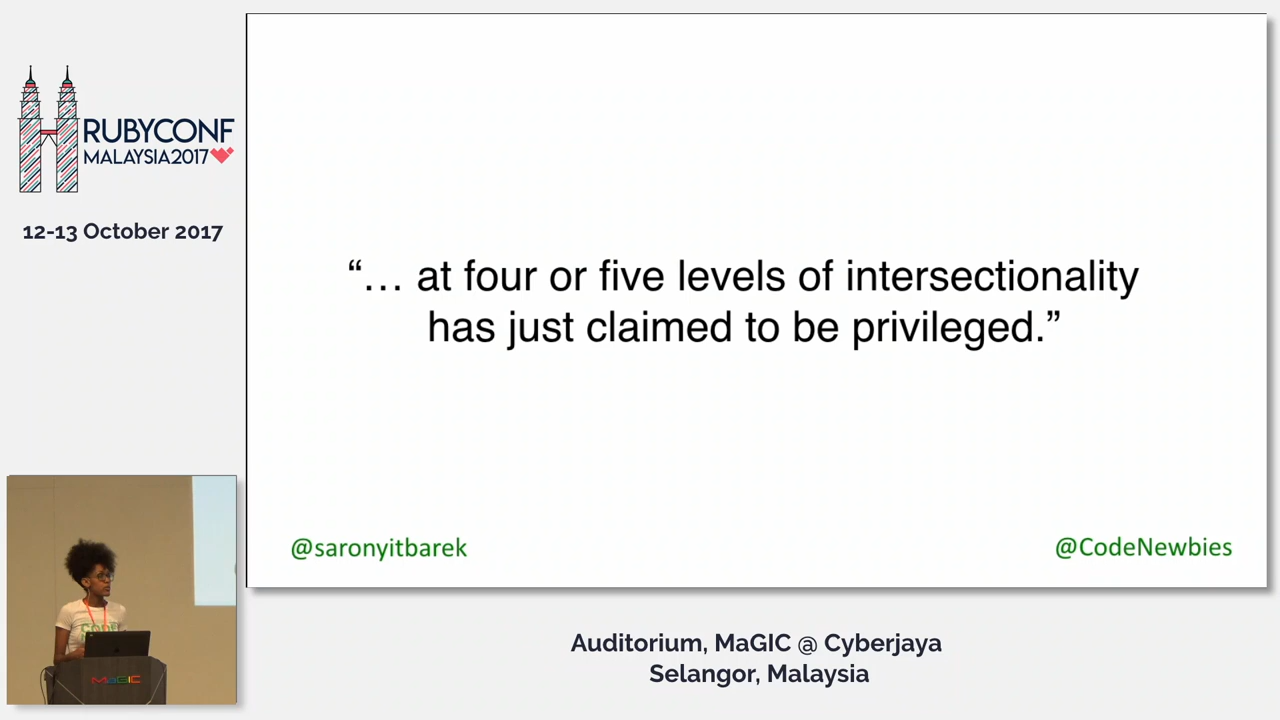 RUBYCONF
MALAYSIA2017
12-13 October 2017
“… at four or five levels of intersectionality
has just claimed to be privileged.”
@saronyitbarek
@CodeNewbies
MaGIC
Auditorium, MaGIC @ Cyberjaya
Selangor, Malaysia